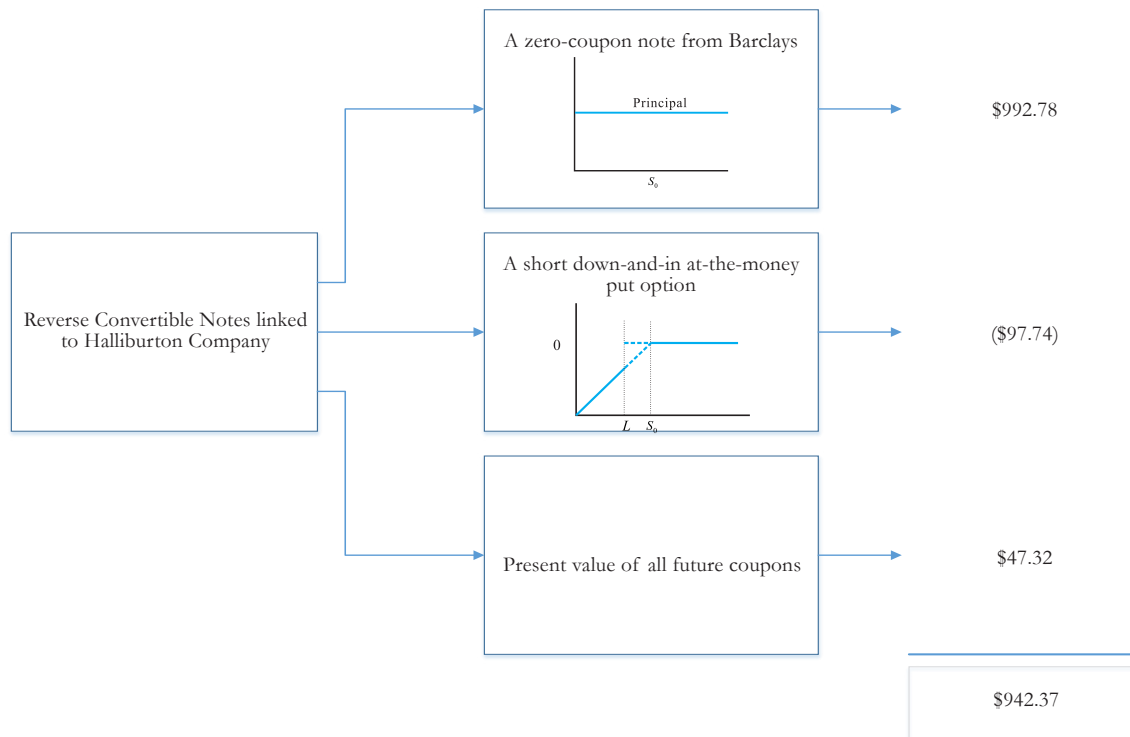 A zero-coupon note from Barclays
Principal
S₀
$992.78
Reverse Convertible Notes linked
to Halliburton Company
A short down-and-in at-the-money
put option
0
L S₀
($97.74)
Present value of all future coupons
$47.32
$942.37